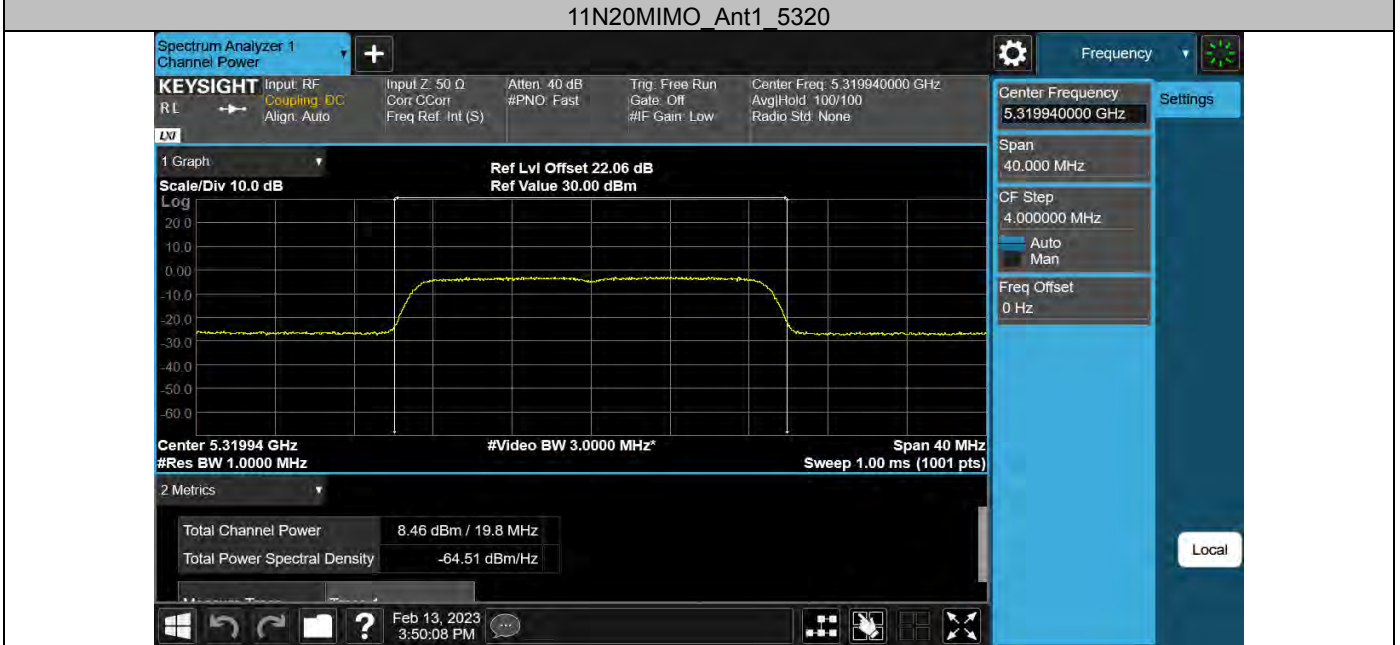 11N20MIMO_Ant1_5320
Spectrum Analyzer 1
Channel Power
Frequency
KEYSIGHT
R L
LXI
Input: RF
Coupling: DC
Align: Auto
Input Z: 50 Ω
Corr CCorr
Freq Ref: Int (S)
Atten: 40 dB
#PNO: Fast
Trig: Free Run
Gate: Off
#IF Gain: Low
Center Freq: 5.319940000 GHz
Avg|Hold: 100/100
Radio Std: None
Center Frequency
5.319940000 GHz
Settings
Span
40.000 MHz
CF Step
4.000000 MHz
Auto
Man
Freq Offset
0 Hz
Local
1 Graph
Scale/Div 10.0 dB
Ref Lvl Offset 22.06 dB
Ref Value 30.00 dBm
Log
20.0
10.0
0.00
-10.0
-20.0
-30.0
-40.0
-50.0
-60.0
Center 5.31994 GHz
#Video BW 3.0000 MHz*
Span 40 MHz
#Res BW 1.0000 MHz
Sweep 1.00 ms (1001 pts)
2 Metrics
Total Channel Power
8.46 dBm / 19.8 MHz
Total Power Spectral Density
-64.51 dBm/Hz
?
Feb 13, 2023
3:50:08 PM